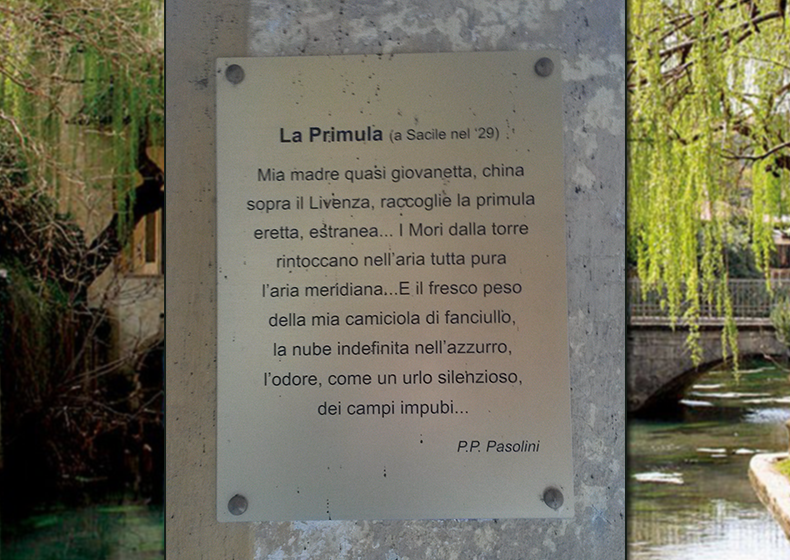 La Primula (a Sacile nel '29)
Mia madre quasi giovanetta, china
sopra il Livenza, raccoglie la primula
eretta, estranea... I Mori dalla torre
rintoccano nell'aria tutta pura
l'aria meridiana...E il fresco peso
della mia camiciola di fanciullo,
la nube indefinita nell'azzurro,
l'odore, come un urlo silenzioso,
dei campi impubi...
P.P. Pasolini